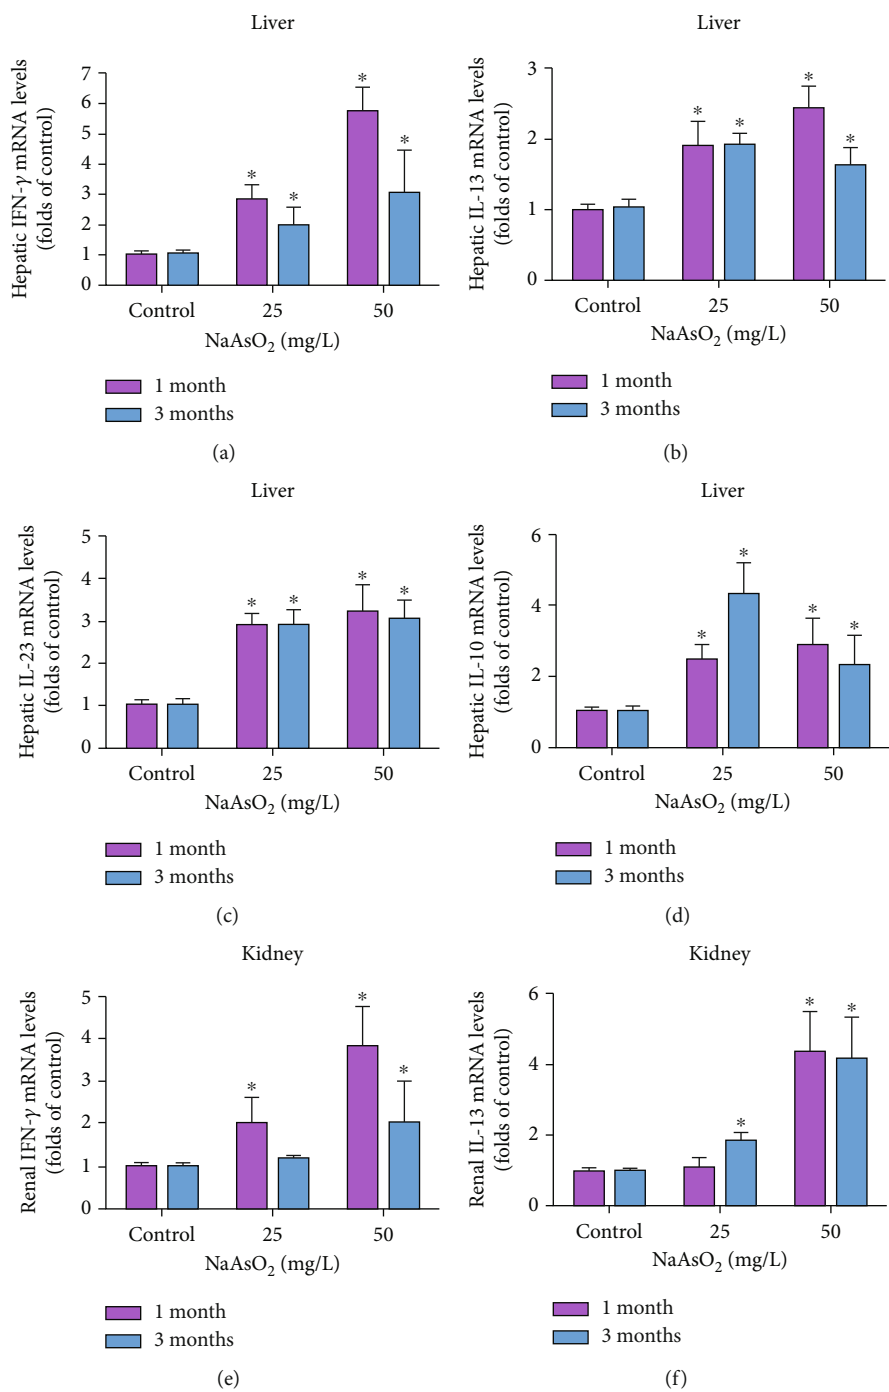 Liver
Hepatic IFN-γ mRNA levels
(folds of control)
7
6
5
4
3
2
1
0
*
*
*
*
Control
25
50
NaAsO₂ (mg/L)
1 month
3 months
(a)
Liver
Hepatic IL-13 mRNA levels
(folds of control)
3
2
1
0
*
*
*
*
Control
25
50
NaAsO₂ (mg/L)
1 month
3 months
(b)
Liver
Hepatic IL-23 mRNA levels
(folds of control)
5
4
3
2
1
0
*
*
*
*
Control
25
50
NaAsO₂ (mg/L)
1 month
3 months
(c)
Liver
Hepatic IL-10 mRNA levels
(folds of control)
6
4
2
0
*
*
*
*
Control
25
50
NaAsO₂ (mg/L)
1 month
3 months
(d)
Kidney
Renal IFN-γ mRNA levels
(folds of control)
5
4
3
2
1
0
*
*
*
Control
25
50
NaAsO₂ (mg/L)
1 month
3 months
(e)
Kidney
Renal IL-13 mRNA levels
(folds of control)
6
4
2
0
*
*
*
Control
25
50
NaAsO₂ (mg/L)
1 month
3 months
(f)